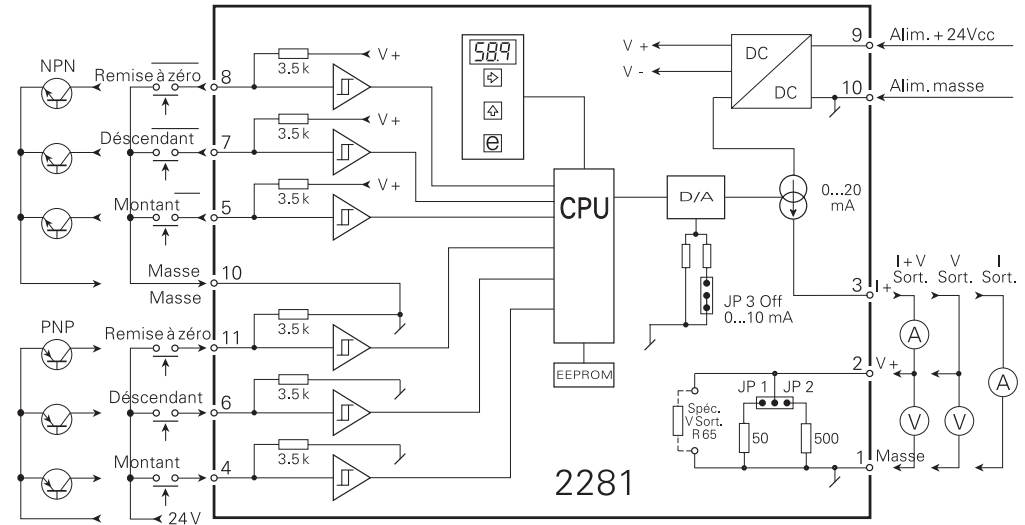 NPN
Remise à zéro
8
3.5k
V+
Déscendant
7
3.5k
V+
Montant
5
3.5k
V+
Masse
10
Masse
PNP
Remise à zéro
11
3.5k
Déscendant
6
3.5k
Montant
4
3.5k
24V
58.9
e
CPU
EEPROM
V +
V -
DC
DC
9
Alim. + 24Vcc
10
Alim. masse
D/A
0...20
mA
JP 3 Off
0...10 mA
3
I+
I+V
Sort.
V
Sort.
I
Sort.
A
A
2
V+
V
V
JP 1
JP 2
Spéc.
V Sort.
R 65
50
500
1
Masse
2281